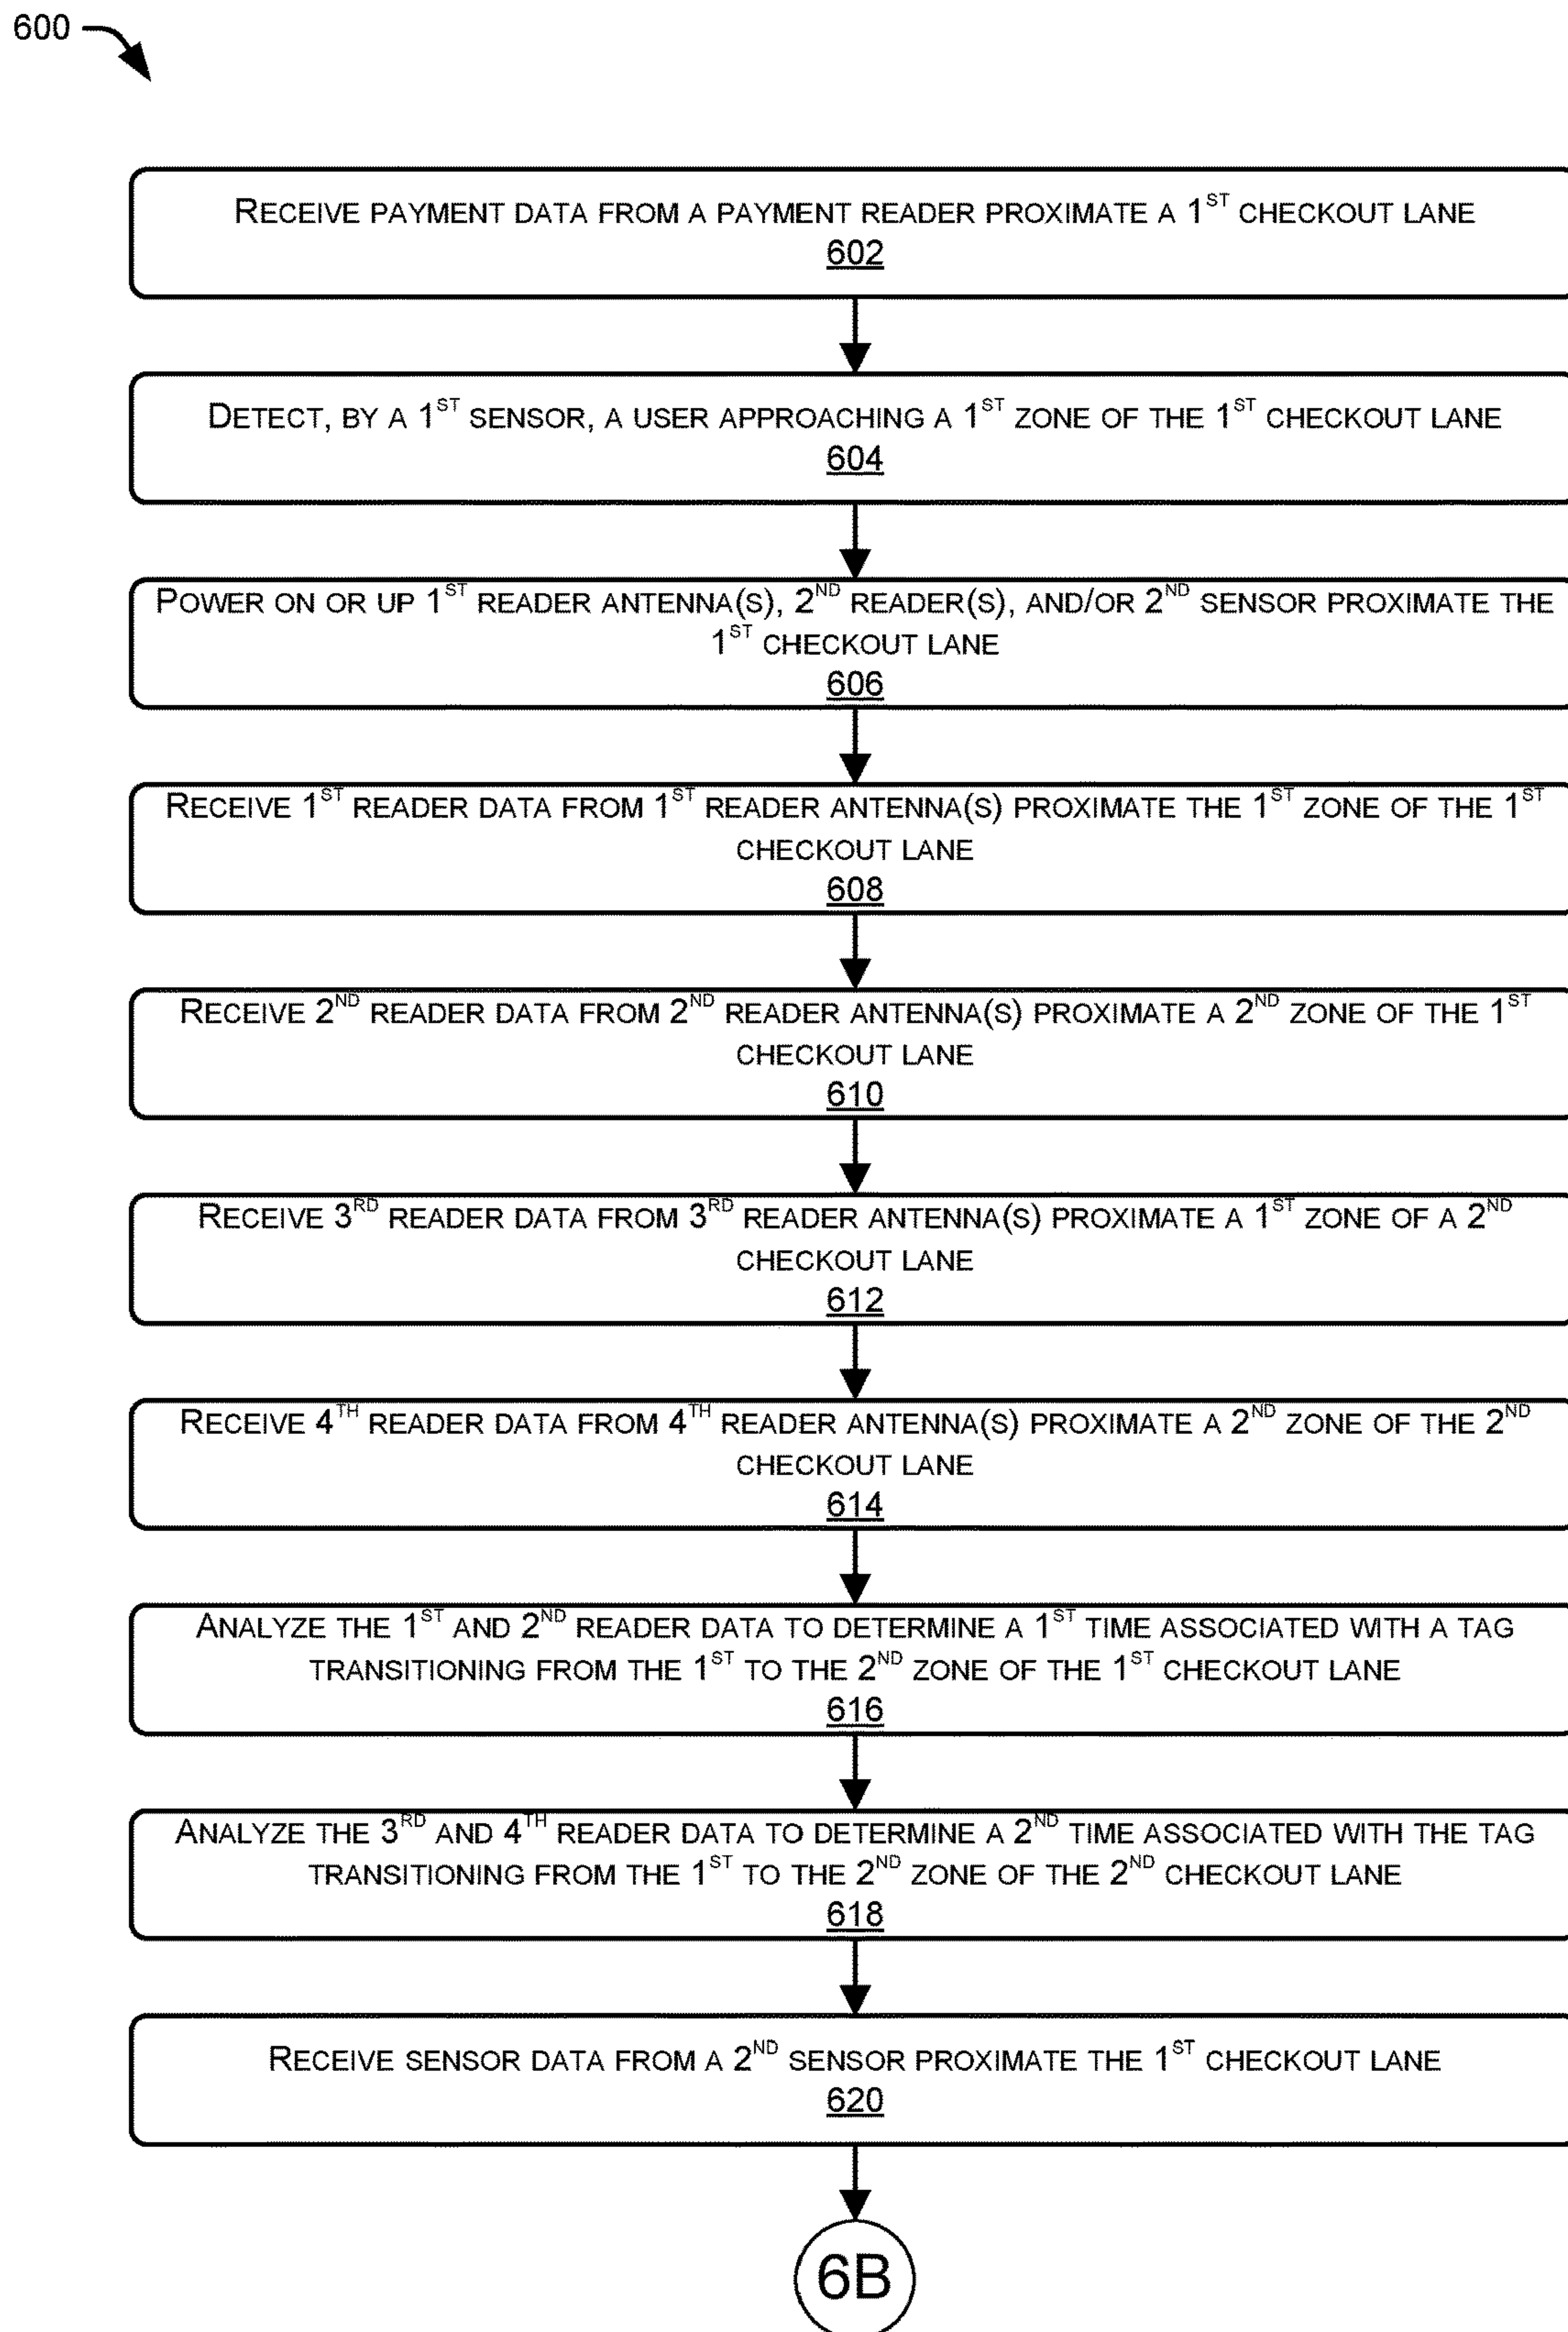 600
RECEIVE PAYMENT DATA FROM A PAYMENT READER PROXIMATE A 1ST CHECKOUT LANE
602
DETECT, BY A 1ST SENSOR, A USER APPROACHING A 1ST ZONE OF THE 1ST CHECKOUT LANE
604
POWER ON OR UP 1ST READER ANTENNA(S), 2ND READER(S), AND/OR 2ND SENSOR PROXIMATE THE
1ST CHECKOUT LANE
606
RECEIVE 1ST READER DATA FROM 1ST READER ANTENNA(S) PROXIMATE THE 1ST ZONE OF THE 1ST
CHECKOUT LANE
608
RECEIVE 2ND READER DATA FROM 2ND READER ANTENNA(S) PROXIMATE A 2ND ZONE OF THE 1ST
CHECKOUT LANE
610
RECEIVE 3RD READER DATA FROM 3RD READER ANTENNA(S) PROXIMATE A 1ST ZONE OF A 2ND
CHECKOUT LANE
612
RECEIVE 4TH READER DATA FROM 4TH READER ANTENNA(S) PROXIMATE A 2ND ZONE OF THE 2ND
CHECKOUT LANE
614
ANALYZE THE 1ST AND 2ND READER DATA TO DETERMINE A 1ST TIME ASSOCIATED WITH A TAG
TRANSITIONING FROM THE 1ST TO THE 2ND ZONE OF THE 1ST CHECKOUT LANE
616
ANALYZE THE 3RD AND 4TH READER DATA TO DETERMINE A 2ND TIME ASSOCIATED WITH THE TAG
TRANSITIONING FROM THE 1ST TO THE 2ND ZONE OF THE 2ND CHECKOUT LANE
618
RECEIVE SENSOR DATA FROM A 2ND SENSOR PROXIMATE THE 1ST CHECKOUT LANE
620
6B